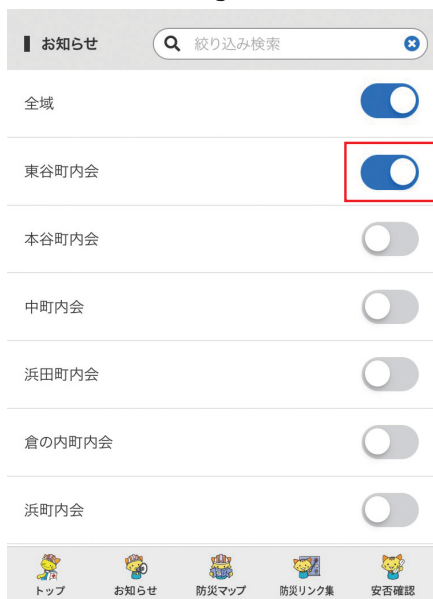 お知らせ 絞り込み検索
全域
東谷町内会
本谷町内会
中町内会
浜田町内会
倉の内町内会
浜町内会
トップ お知らせ 防災マップ 防災リンク集 安否確認